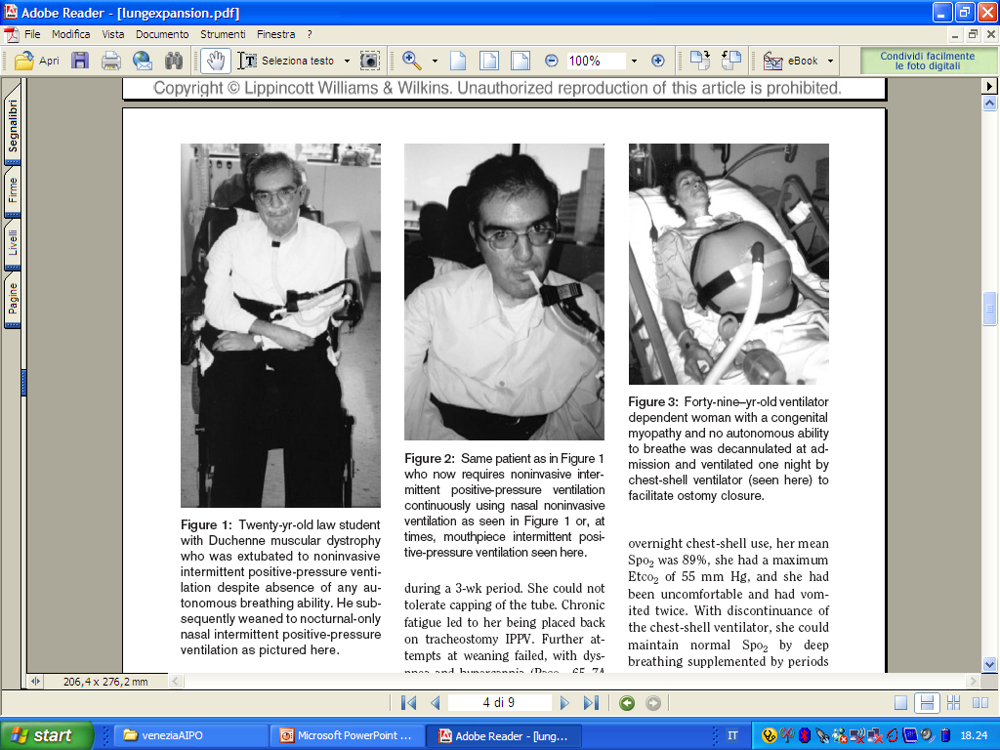 Adobe Reader - [lungexpansion.pdf]
File Modifica Vista Documento Strumenti Finestra ?
Apri
Seleziona testo
100%
eBook
Condividi facilmente
le foto digitali
Segnalibri
Firme
Livelli
Pagine
Copyright © Lippincott Williams & Wilkins. Unauthorized reproduction of this article is prohibited.
Figure 1: Twenty-yr-old law student
with Duchenne muscular dystrophy
who was extubated to noninvasive
intermittent positive-pressure venti-
lation despite absence of any au-
tonomous breathing ability. He sub-
sequently weaned to nocturnal-only
nasal intermittent positive-pressure
ventilation as pictured here.
Figure 2: Same patient as in Figure 1
who now requires noninvasive inter-
mittent positive-pressure ventilation
continuously using nasal noninvasive
ventilation as seen in Figure 1 or, at
times, mouthpiece intermittent posi-
tive-pressure ventilation seen here.
during a 3-wk period. She could not
tolerate capping of the tube. Chronic
fatigue led to her being placed back
on tracheostomy IPPV. Further at-
tempts at weaning failed, with dys-
Figure 3: Forty-nine–yr-old ventilator
dependent woman with a congenital
myopathy and no autonomous ability
to breathe was decannulated at ad-
mission and ventilated one night by
chest-shell ventilator (seen here) to
facilitate ostomy closure.
overnight chest-shell use, her mean
Spo₂ was 89%, she had a maximum
Etco₂ of 55 mm Hg, and she had
been uncomfortable and had vom-
ited twice. With discontinuance of
the chest-shell ventilator, she could
maintain normal Spo₂ by deep
breathing supplemented by periods
206,4 x 276,2 mm
4 di 9
start
veneziaAIPO
Microsoft PowerPoint ...
Adobe Reader - [lung...
IT
18.24